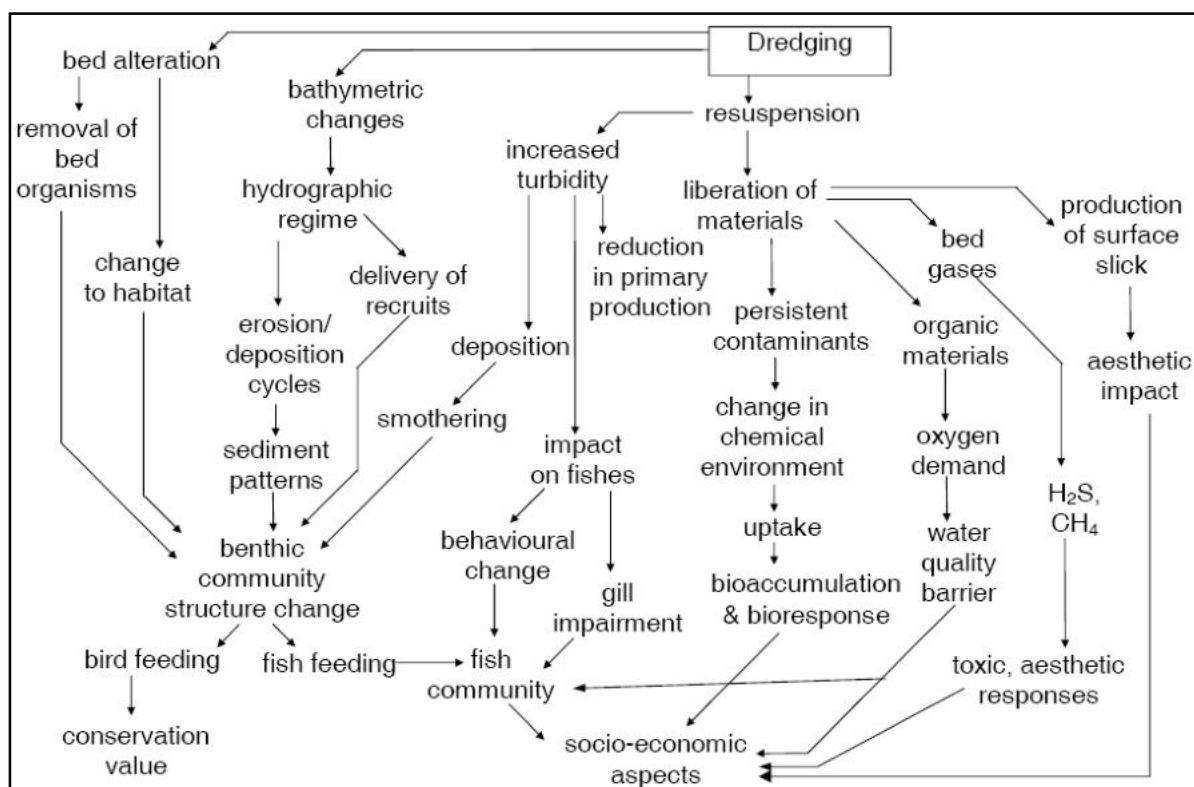 Dredging
bed alteration
bathymetric
changes
resuspension
removal of
bed
organisms
increased
turbidity
hydrographic
regime
liberation of
materials
production
of surface
slick
change
to habitat
delivery of
recruits
reduction
in primary
production
bed
gases
erosion/
deposition
cycles
deposition
persistent
contaminants
organic
materials
aesthetic
impact
smothering
change in
chemical
environment
sediment
patterns
impact
on fishes
oxygen
demand
H₂S,
CH₄
benthic
community
structure change
behavioural
change
uptake
water
quality
barrier
gill
impairment
bioaccumulation
& bioresponse
bird feeding
fish feeding
fish
community
toxic, aesthetic
responses
conservation
value
socio-economic
aspects